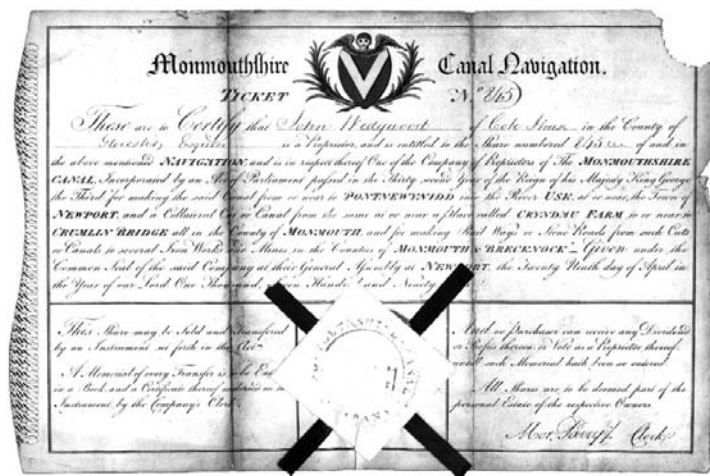 Monmouthshire Canal Navigation.
TICKET No. 845
These are to Certify that John Wedgwood of Cote House in the County of
Glocester, Esquire is a Proprietor, and is entitled to the Share numbered of and in
the above mentioned NAVIGATION, and is in respect thereof One of the Company of Proprietors of The MONMOUTHSHIRE
CANAL, Incorporated by an Act of Parliament passed in the Thirty second Year of the Reign of his Majesty King George
the Third for making the said Canal from or near to PONTNEWYNIDD into the River USK, at or near, the Town of
NEWPORT, and a Collateral Cut or Canal from the same at or near a place called CRYNDAU FARM to or near to
CRUMLIN BRIDGE all in the County of MONMOUTH and for making Rail Ways or Stone Roads from such Cuts
or Canals to several Iron Works and Mines in the Counties of MONMOUTH & BRECKNOCK Given under the
Common Seal of the said Company at their General Assembly at NEWPORT, the Twenty Ninth day of April in
the Year of our Lord One Thousand, Hundred and Ninety
This Share may be Sold and Transferred
by an Instrument set forth in the Act
A Memorial of every Transfer is to be
in a Book, and a Certificate thereof indorsed on
Instrument by the Company's Clerk
And no purchaser can receive any Dividend
or Profits thereon, or Vote as a Proprietor thereof,
until such Memorial hath been so entered.
All Shares are to be deemed part of the
personal Estate of the respective Owners
Clerk